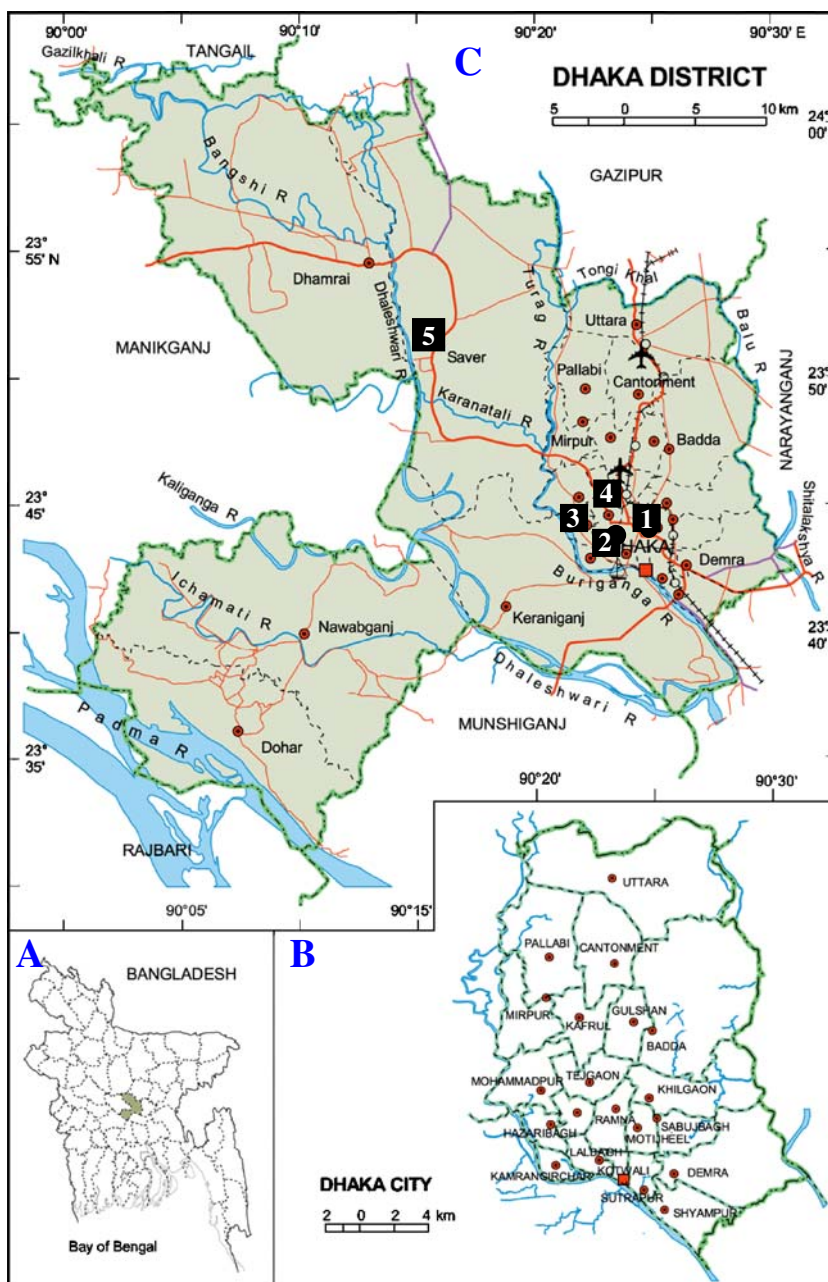 90°00'
90°10'
90°20'
90°30' E
Gazilkhali R
TANGAIL
C
DHAKA DISTRICT
5 0 5 10 km
24°
00'
GAZIPUR
Bangshi R
23°
55' N
Tongi Khal
Dhamrai
Turag R
Uttara
Balu R
Dhaleshwari R
5
MANIKGANJ
Saver
Pallabi
Cantonment
23°
50'
NARAYANGANJ
Karanatali R
Mirpur
Badda
Kaliganga R
23°
45'
4
3
1
2
HAKA
Shitalakshya R
Demra
Buriganga R
Ichamati R
Nawabganj
Keraniganj
23°
40'
Dhaleshwari R
Padma R
MUNSHIGANJ
Dohar
23°
35'
RAJBARI
90°20'
90°30'
90°05'
90°15'
A
BANGLADESH
Bay of Bengal
B
UTTARA
PALLABI
CANTONMENT
MIRPUR
KAFRUL
GULSHAN
BADDA
TEJGAON
MOHAMMADPUR
KHILGAON
RAMNA
SABUJBAGH
HAZARIBAGH
MOTIJHEEL
LALBAGH
KOTWALI
KAMRANGIRCHAR
DEMRA
SUTRAPUR
SHYAMPUR
DHAKA CITY
2 0 2 4 km